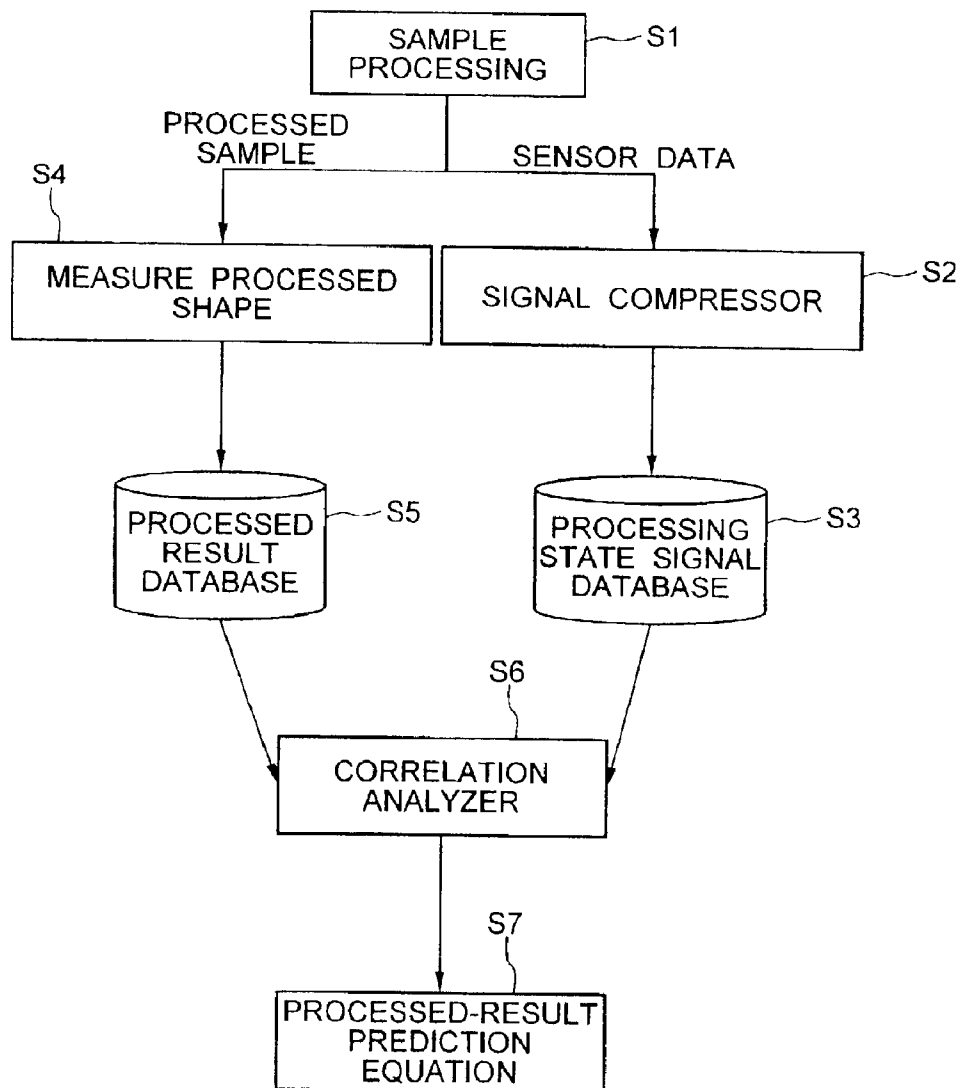 SAMPLE
PROCESSING
S1
PROCESSED
SAMPLE
SENSOR DATA
S4
MEASURE PROCESSED
SHAPE
S2
SIGNAL COMPRESSOR
S5
PROCESSED
RESULT
DATABASE
S3
PROCESSING
STATE SIGNAL
DATABASE
S6
CORRELATION
ANALYZER
S7
PROCESSED-RESULT
PREDICTION
EQUATION